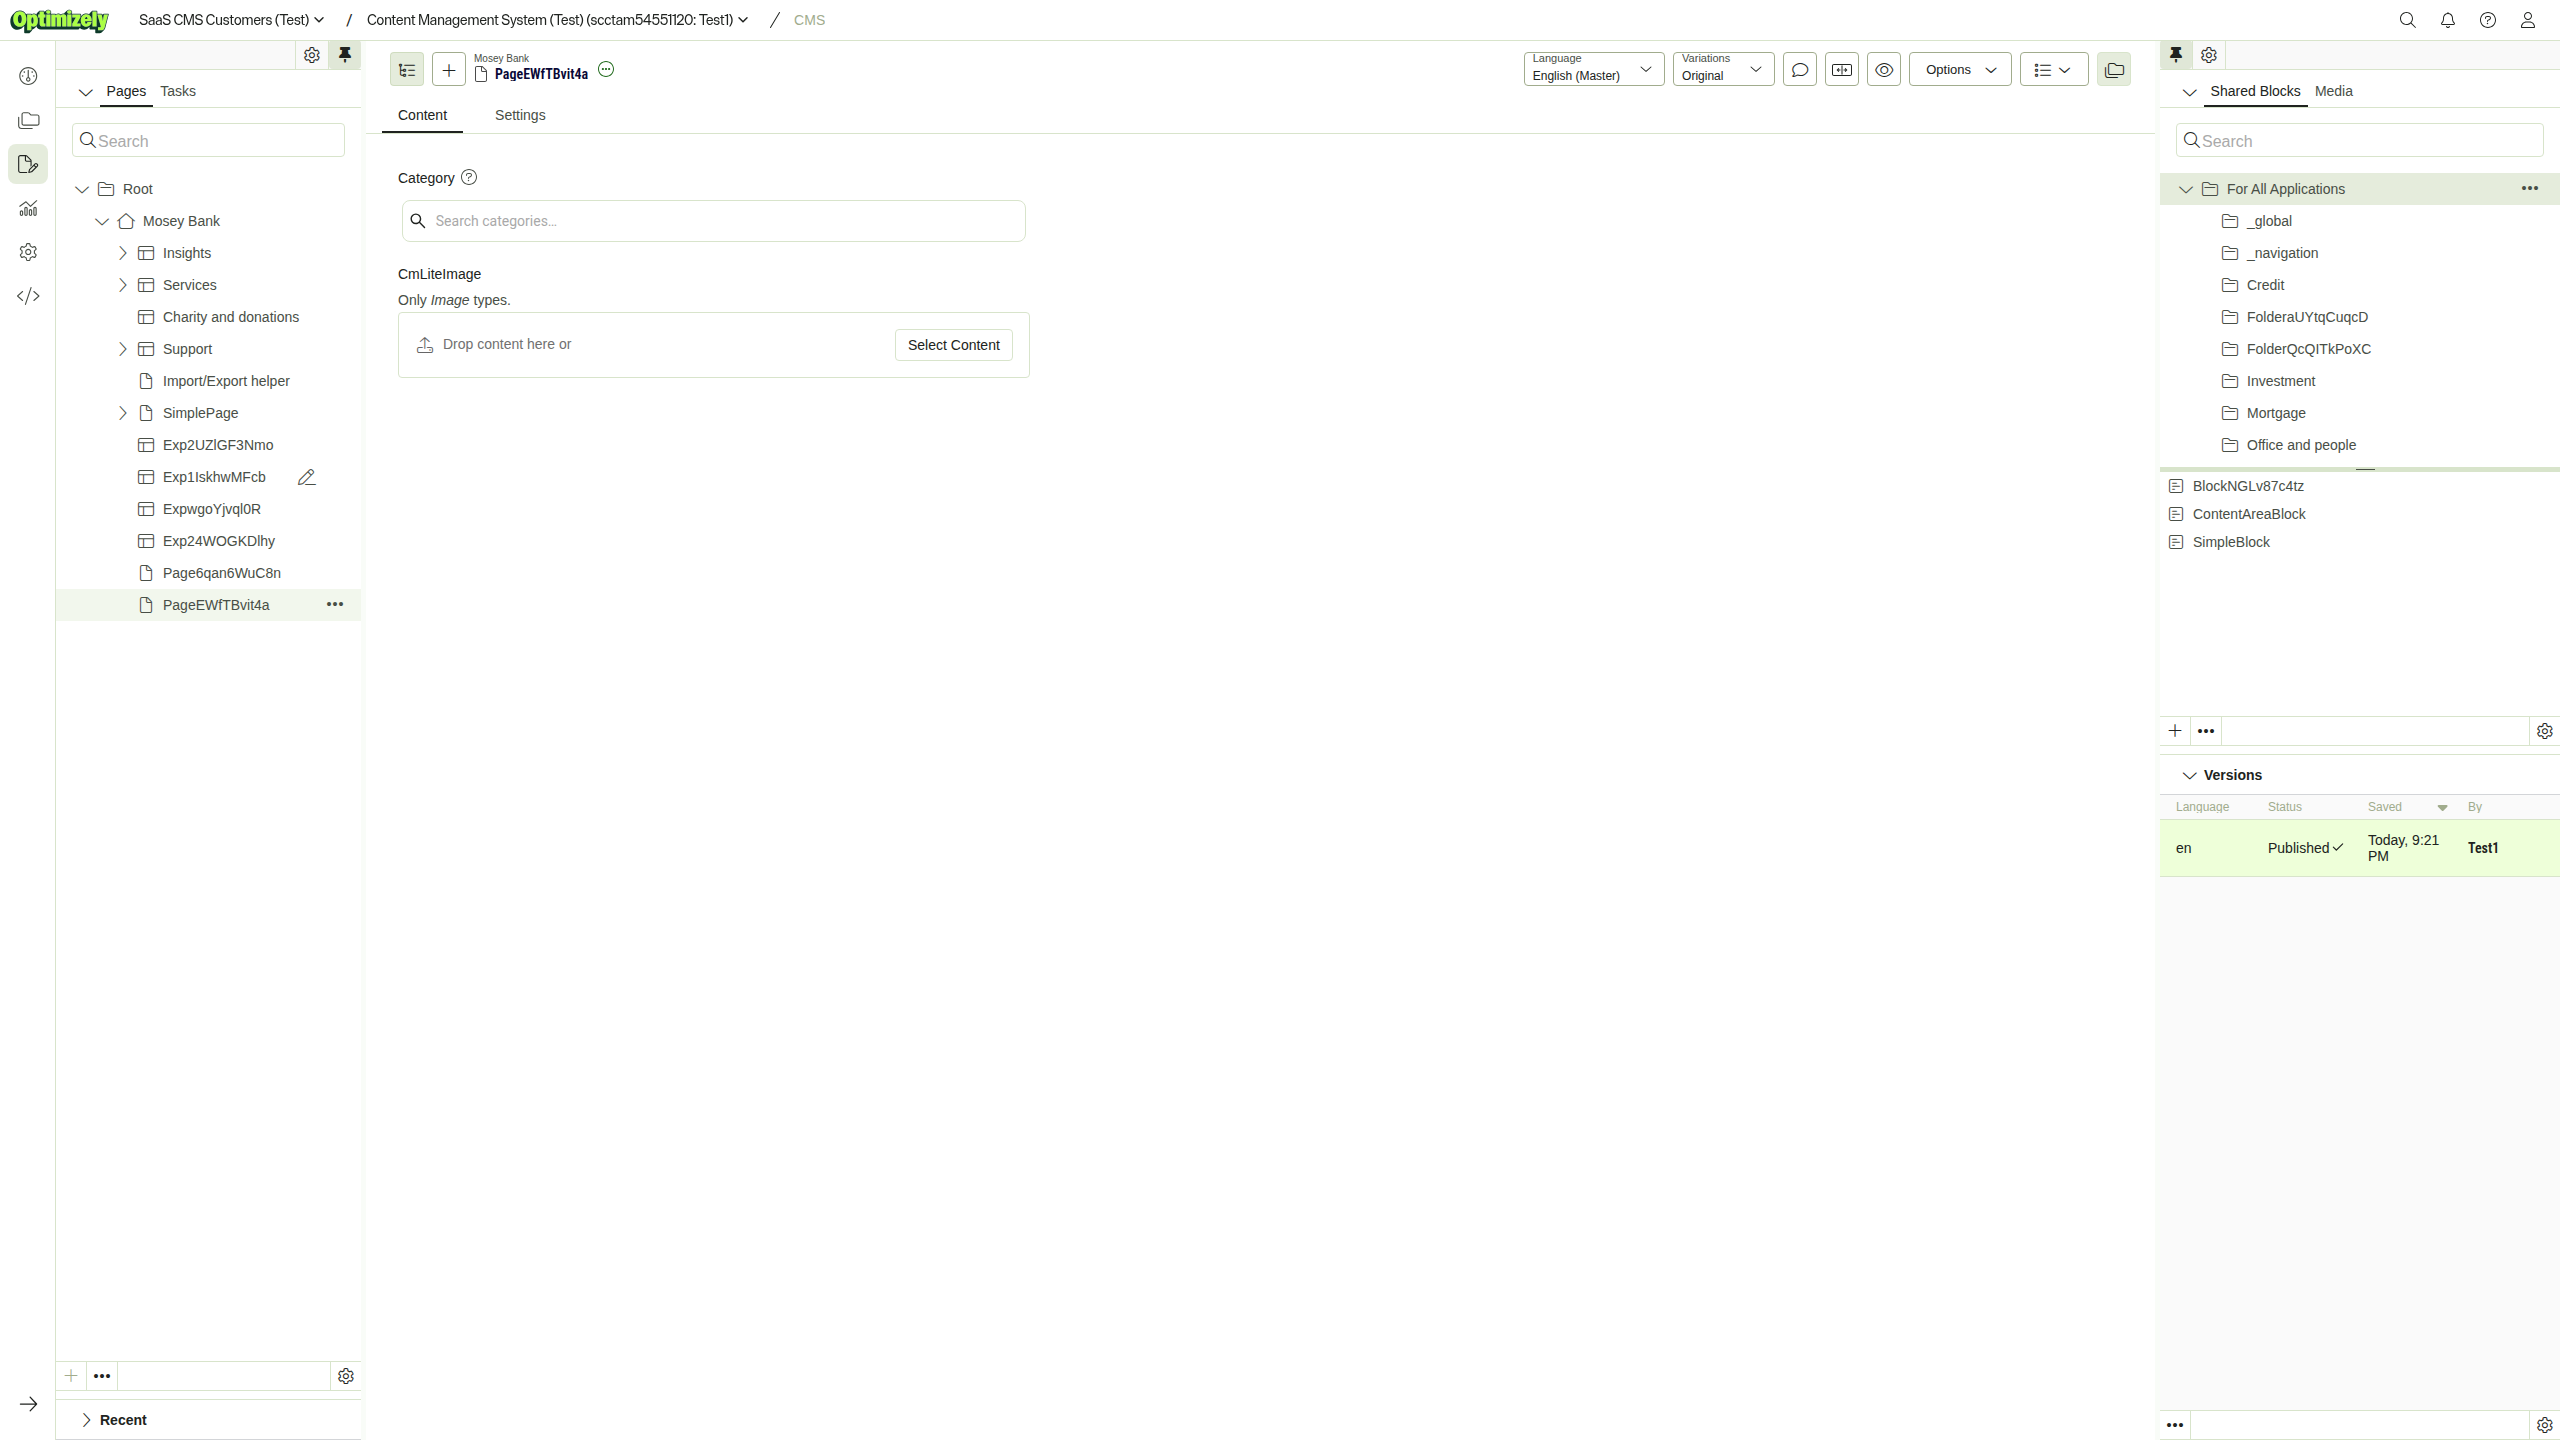 Optimizely
SaaS CMS Customers (Test) / Content Management System (Test) (scctam54551120: Test1) / CMS
Pages Tasks
Search
Root
Mosey Bank
Insights
Services
Charity and donations
Support
Import/Export helper
SimplePage
Exp2UZlGF3Nmo
Exp1IskhwMFcb
ExpwgoYjvql0R
Exp24WOGKDlhy
Page6qan6WuC8n
PageEWfTBvit4a
Recent
Mosey Bank
PageEWfTBvit4a
Language
English (Master)
Variations
Original
Options
Content Settings
Category
Search categories...
CmLiteImage
Only Image types.
Drop content here or
Select Content
Shared Blocks Media
Search
For All Applications
_global
_navigation
Credit
FolderaUYtqCuqcD
FolderQcQITkPoXC
Investment
Mortgage
Office and people
BlockNGLv87c4tz
ContentAreaBlock
SimpleBlock
Versions
Language Status Saved By
en Published Today, 9:21 PM Test1